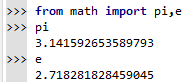 >>> from math import pi,e
>>> pi
3.141592653589793
>>> e
2.718281828459045